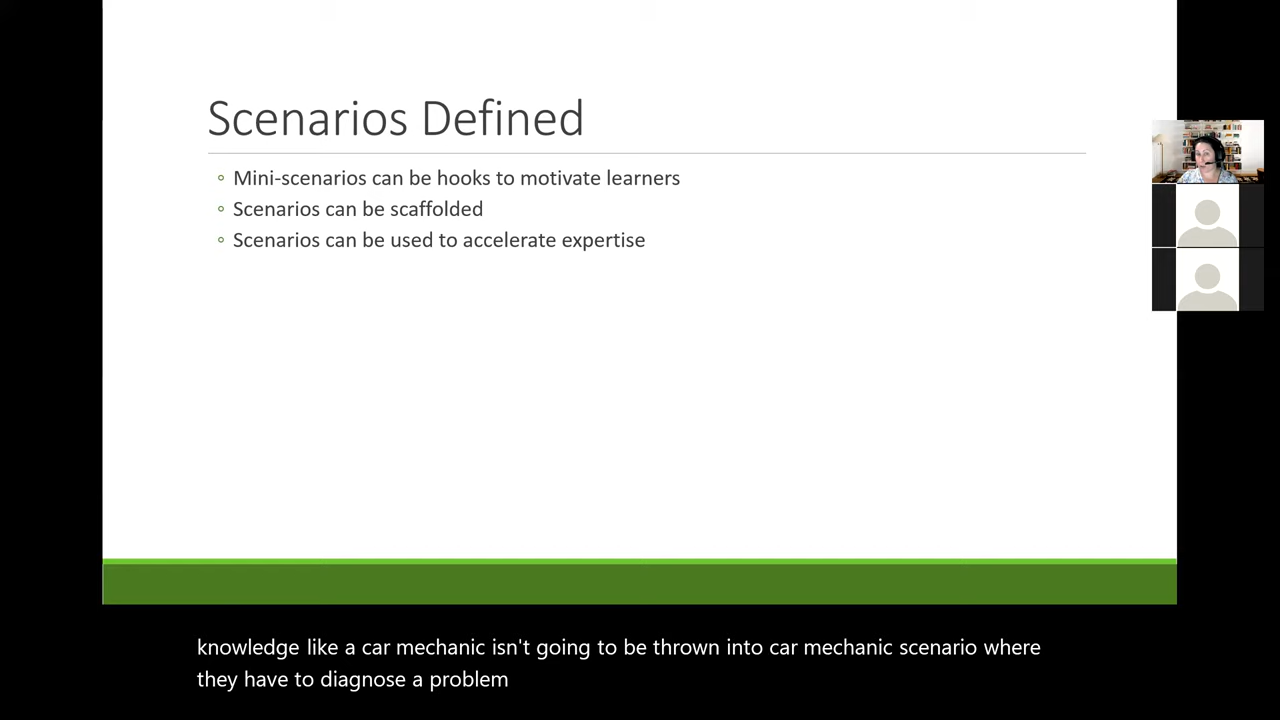 Scenarios Defined
Mini-scenarios can be hooks to motivate learners
Scenarios can be scaffolded
Scenarios can be used to accelerate expertise
knowledge like a car mechanic isn't going to be thrown into car mechanic scenario where
they have to diagnose a problem